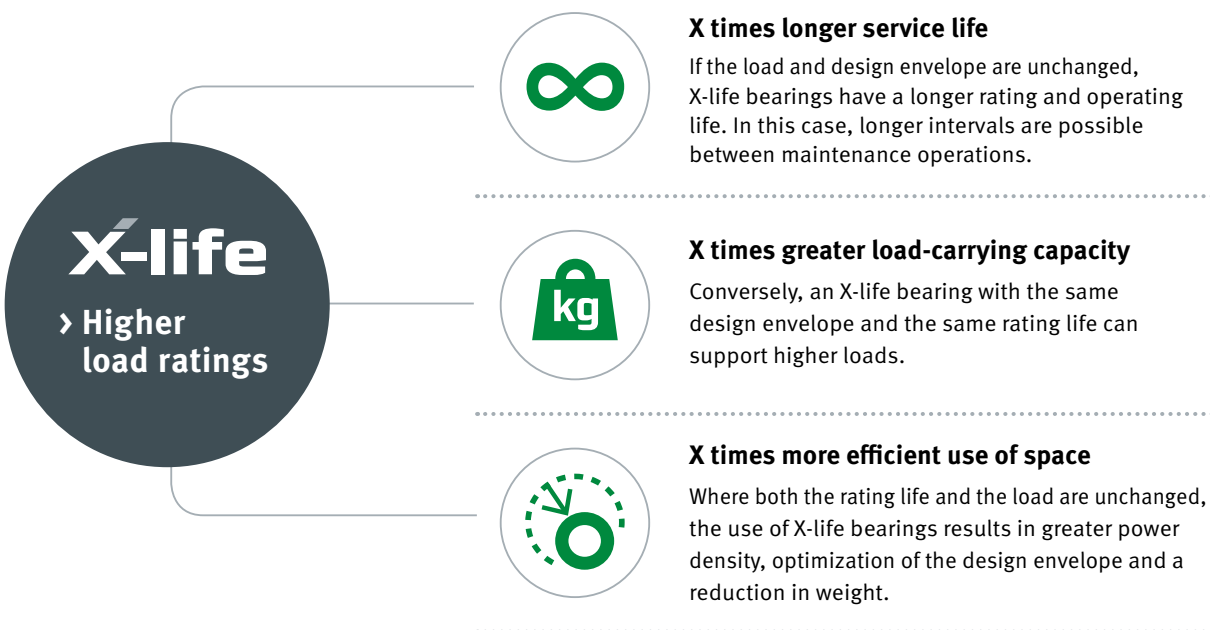 X-life
› Higher
load ratings
X times longer service life
If the load and design envelope are unchanged,
X-life bearings have a longer rating and operating
life. In this case, longer intervals are possible
between maintenance operations.
kg
X times greater load-carrying capacity
Conversely, an X-life bearing with the same
design envelope and the same rating life can
support higher loads.
X times more efficient use of space
Where both the rating life and the load are unchanged,
the use of X-life bearings results in greater power
density, optimization of the design envelope and a
reduction in weight.